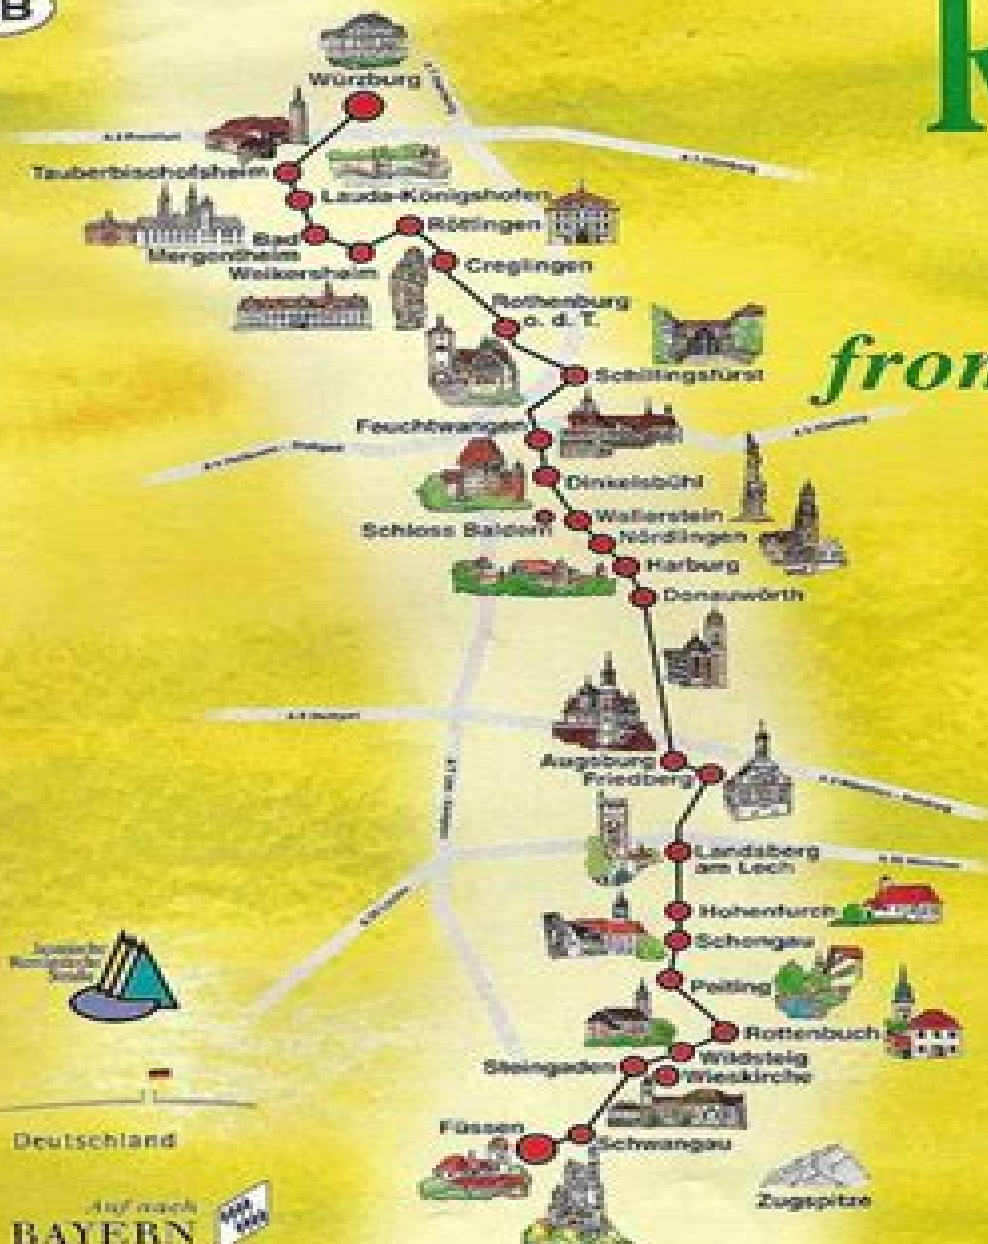 B
Würzburg
Tauberbischofsheim
Lauda-Königshofen
Röttingen
Bad
Mergentheim
Weikersheim
Creglingen
Rothenburg
o. d. T.
from
Schillingsfürst
Feuchtwangen
Dinkelsbühl
Wallerstein
Schloss Baldern
Nördlingen
Harburg
Donauwörth
Augsburg
Friedberg
Landsberg
am Lech
Hohenfurch
Schongau
Peiting
Rottenbuch
Wildsteig
Steingaden
Wieskirche
Füssen
Schwangau
Deutschland
Zugspitze
Auf nach
BAYERN